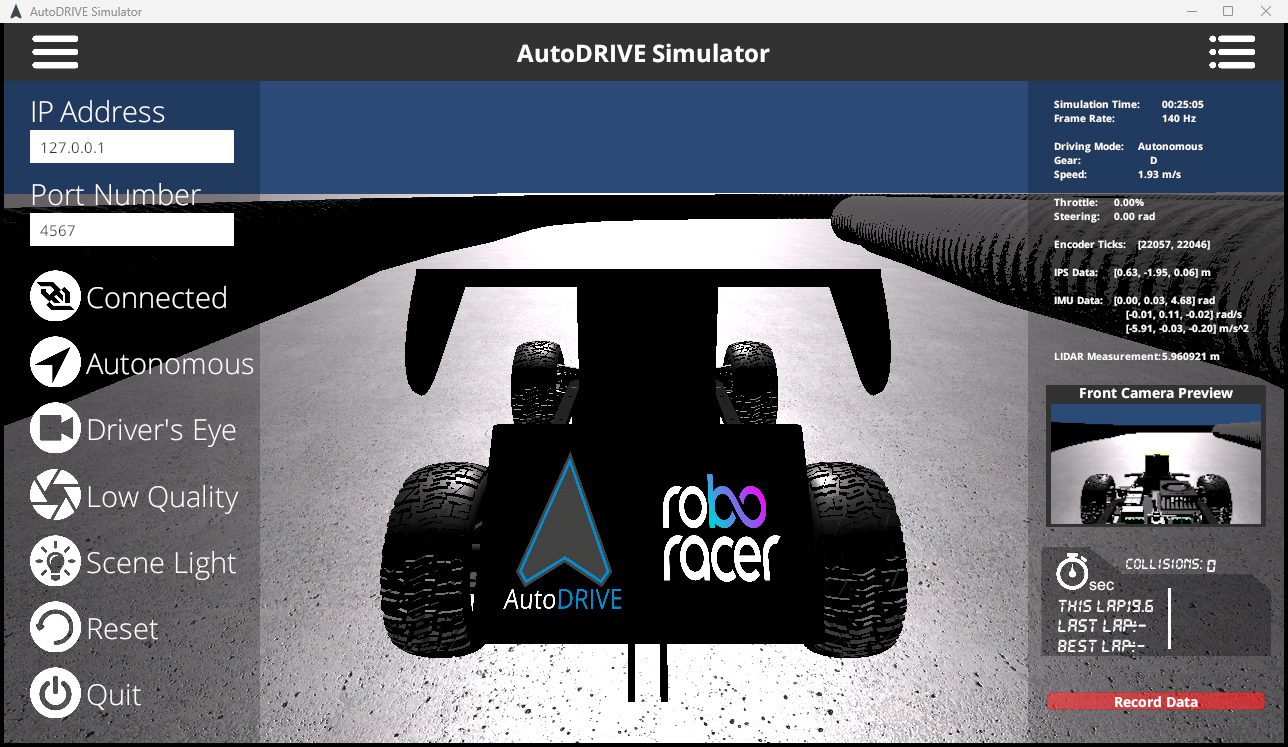 AutoDRIVE Simulator
AutoDRIVE Simulator
IP Address
127.0.0.1
Port Number
4567
Connected
Autonomous
Driver's Eye
Low Quality
Scene Light
Reset
Quit
AutoDRIVE
robo
racer
Simulation Time: 00:25:05
Frame Rate: 140 Hz
Driving Mode: Autonomous
Gear: D
Speed: 1.93 m/s
Throttle: 0.00%
Steering: 0.00 rad
Encoder Ticks: [22057, 22046]
IPS Data: [0.63, -1.95, 0.06] m
IMU Data: [0.00, 0.03, 4.68] rad
[-0.01, 0.11, -0.02] rad/s
[-5.91, -0.03, -0.20] m/s^2
LIDAR Measurement: 5.960921 m
Front Camera Preview
COLLISIONS: 0
sec
THIS LAP:19.6
LAST LAP:-
BEST LAP:-
Record Data